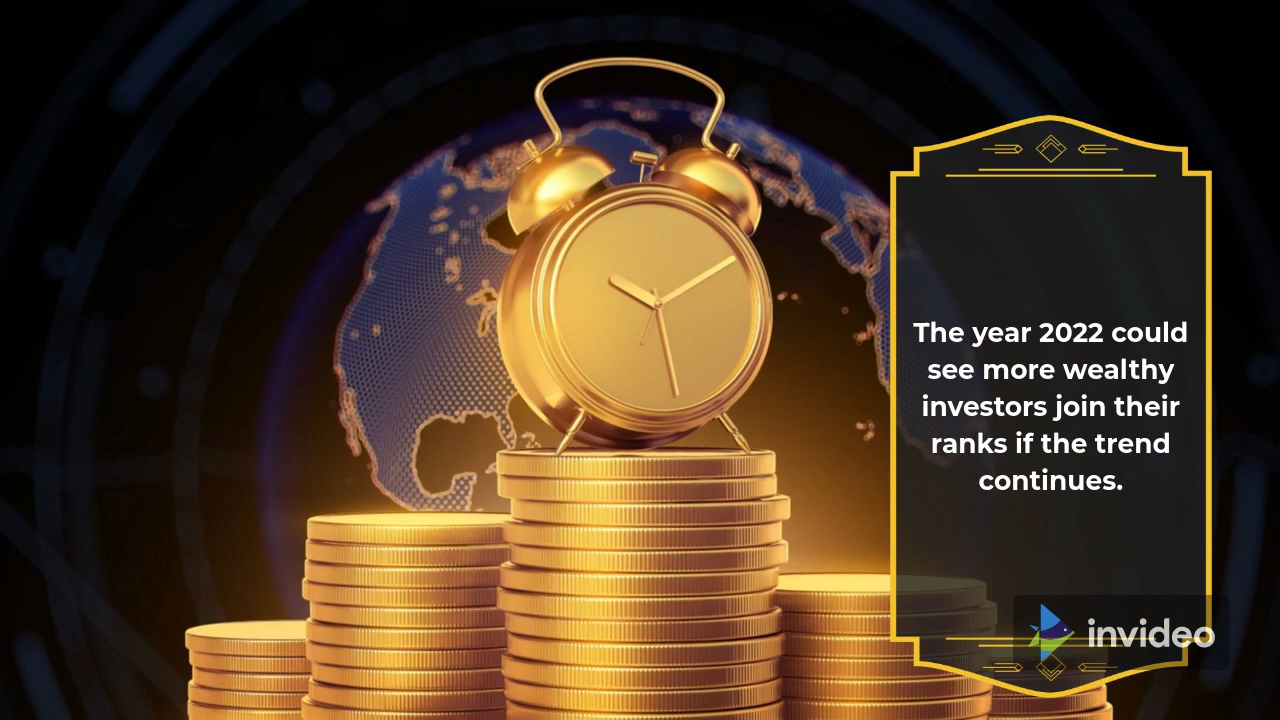 The year 2022 could
see more wealthy
investors join their
ranks if the trend
continues.
invideo